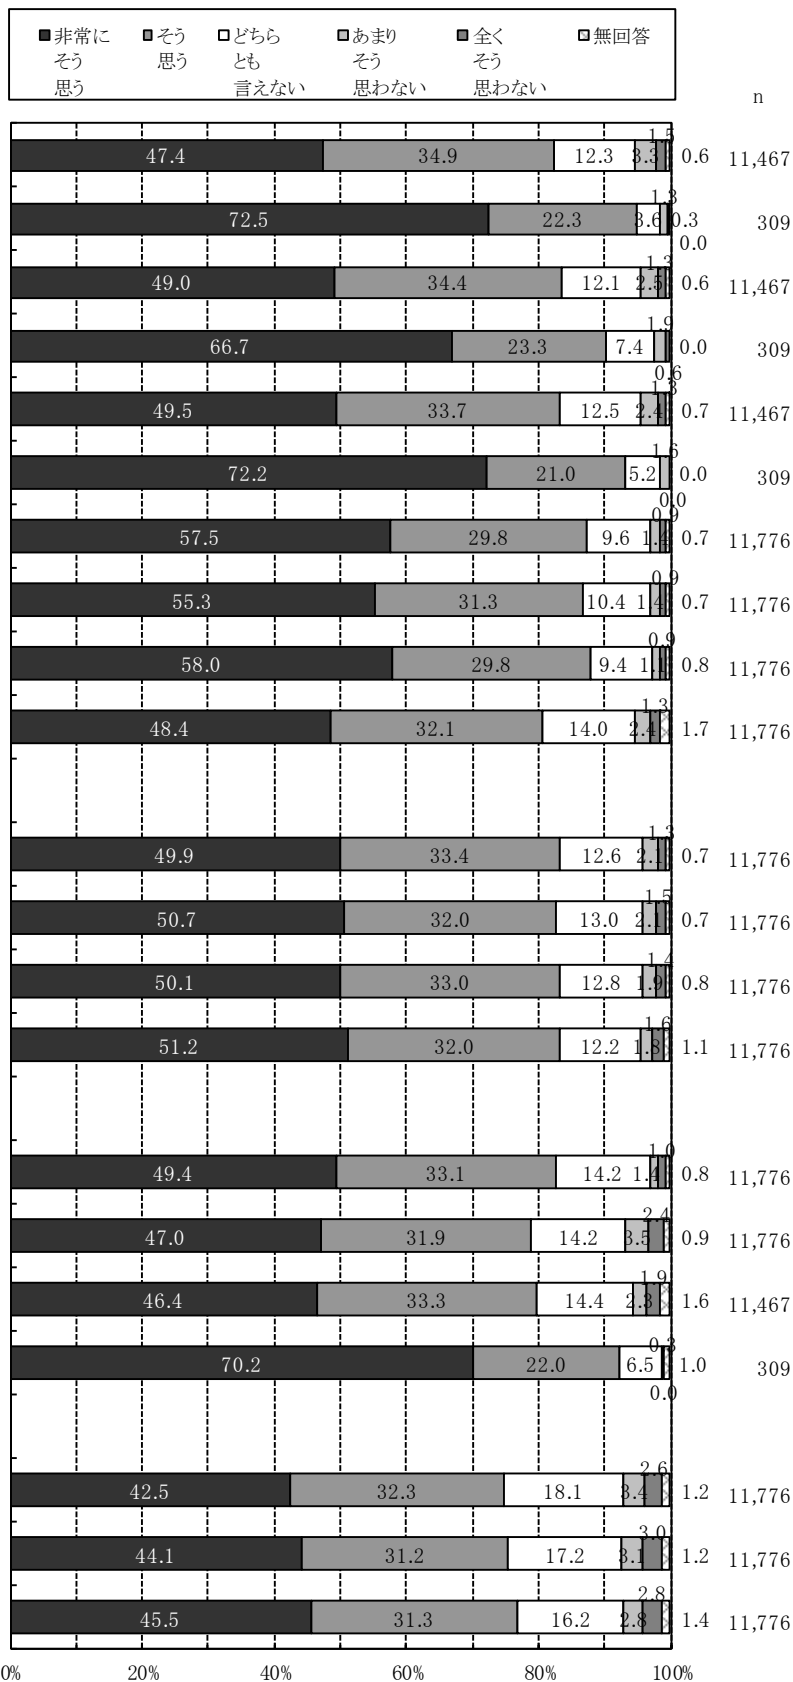 ■非常に そう 思う ■そう 思う □どちら とも 言えない ■あまり そう 思わない ■全く そう 思わない 無回答
n
47.4 34.9 12.3 3.3 1.5 0.6 11,467
72.5 22.3 3.6 1.3 0.3 0.0 309
49.0 34.4 12.1 2.5 1.3 0.6 11,467
66.7 23.3 7.4 1.9 0.6 0.0 309
49.5 33.7 12.5 2.4 1.3 0.7 11,467
72.2 21.0 5.2 1.6 0.0 0.0 309
57.5 29.8 9.6 1.4 0.9 0.7 11,776
55.3 31.3 10.4 1.4 0.9 0.7 11,776
58.0 29.8 9.4 1.1 0.9 0.8 11,776
48.4 32.1 14.0 2.4 1.3 1.7 11,776
49.9 33.4 12.6 2.1 1.3 0.7 11,776
50.7 32.0 13.0 2.1 1.5 0.7 11,776
50.1 33.0 12.8 1.9 1.4 0.8 11,776
51.2 32.0 12.2 1.8 1.6 1.1 11,776
49.4 33.1 14.2 1.4 1.0 0.8 11,776
47.0 31.9 14.2 3.5 2.4 0.9 11,776
46.4 33.3 14.4 2.3 1.9 1.6 11,467
70.2 22.0 6.5 0.3 0.0 1.0 309
42.5 32.3 18.1 3.4 2.6 1.2 11,776
44.1 31.2 17.2 3.1 3.0 1.2 11,776
45.5 31.3 16.2 2.8 2.8 1.4 11,776
0% 20% 40% 60% 80% 100%